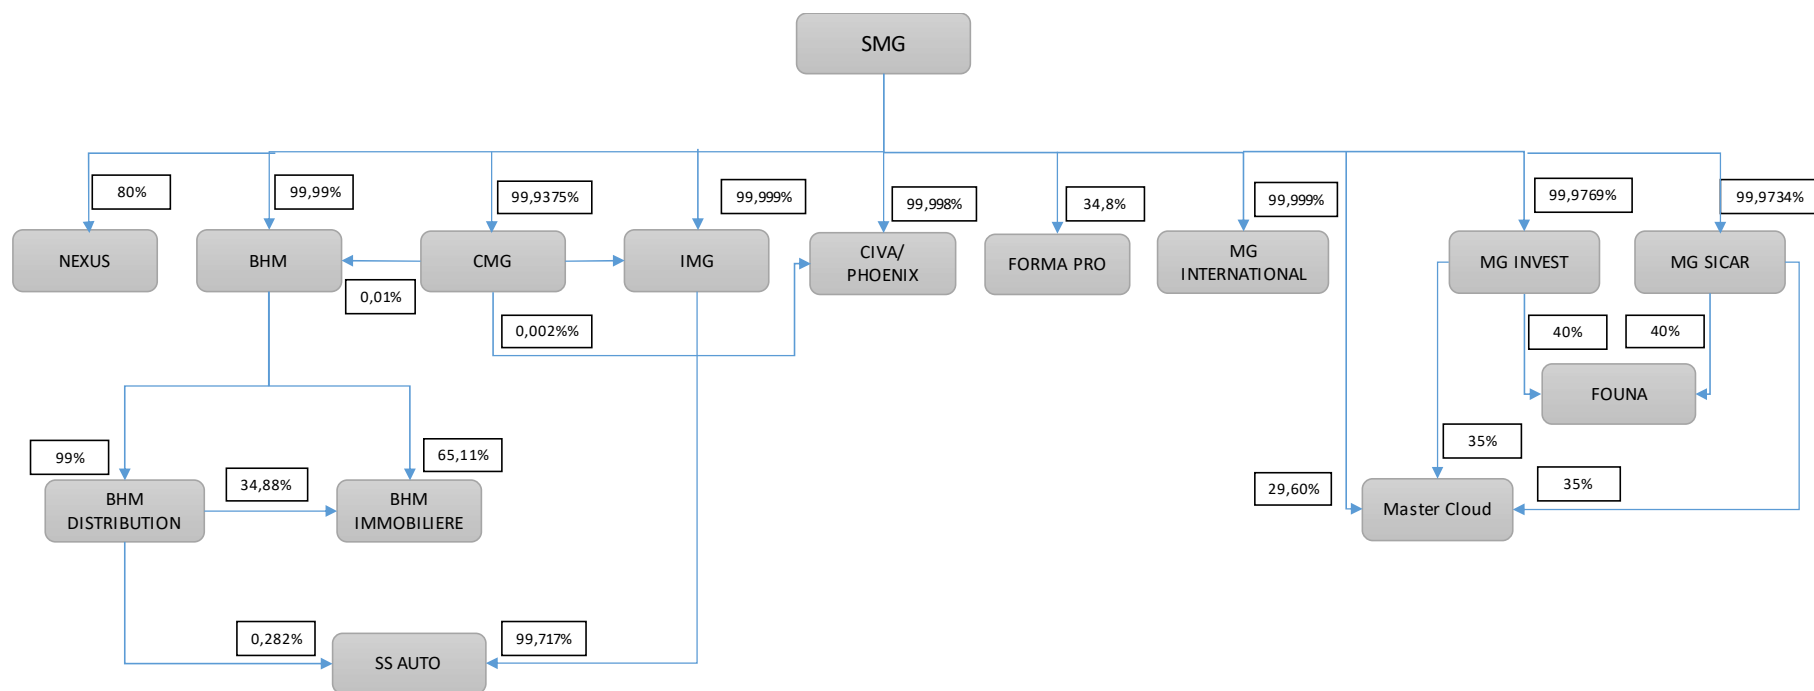 SMG
80%
99,99%
99,9375%
99,999%
99,998%
34,8%
99,999%
99,9769%
99,9734%
NEXUS
BHM
CMG
IMG
CIVA/
PHOENIX
FORMA PRO
MG
INTERNATIONAL
MG INVEST
MG SICAR
0,01%
0,002%%
40%
40%
FOUNA
99%
34,88%
65,11%
35%
29,60%
35%
BHM
DISTRIBUTION
BHM
IMMOBILIERE
Master Cloud
0,282%
99,717%
SS AUTO